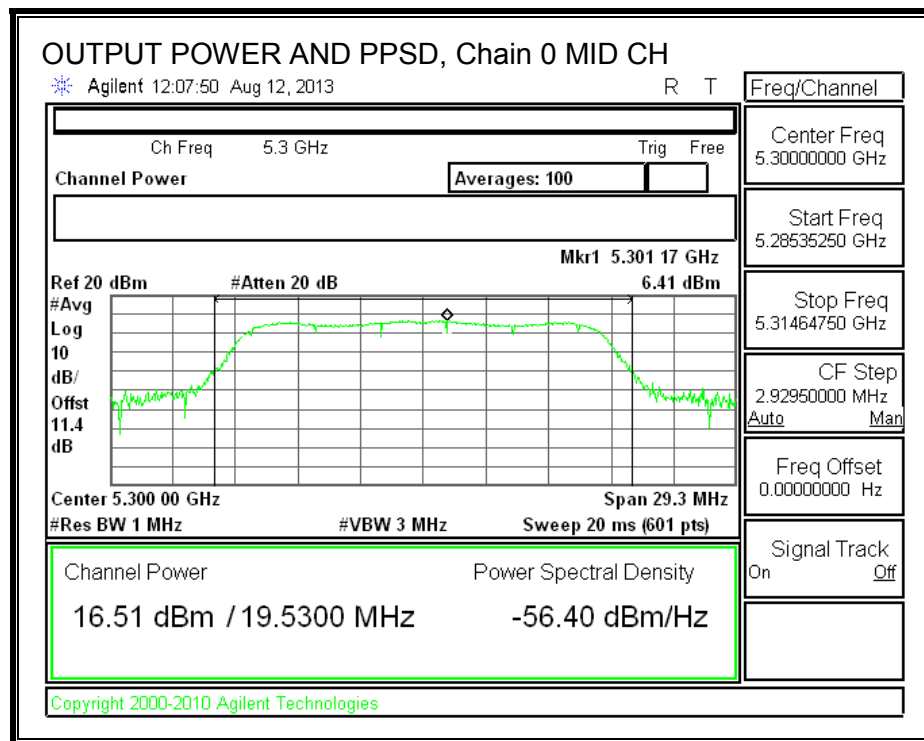 OUTPUT POWER AND PPSD, Chain 0 MID CH
Agilent 12:07:50 Aug 12, 2013 R T
Ch Freq 5.3 GHz Trig Free
Channel Power Averages: 100
Mkr1 5.301 17 GHz
Ref 20 dBm #Atten 20 dB 6.41 dBm
#Avg
Log
10
dB/
Offst
11.4
dB
Center 5.300 00 GHz Span 29.3 MHz
#Res BW 1 MHz #VBW 3 MHz Sweep 20 ms (601 pts)
Channel Power Power Spectral Density
16.51 dBm / 19.5300 MHz -56.40 dBm/Hz
Copyright 2000-2010 Agilent Technologies
Freq/Channel
Center Freq
5.30000000 GHz
Start Freq
5.28535250 GHz
Stop Freq
5.31464750 GHz
CF Step
2.92950000 MHz
Auto Man
Freq Offset
0.00000000 Hz
Signal Track
On Off